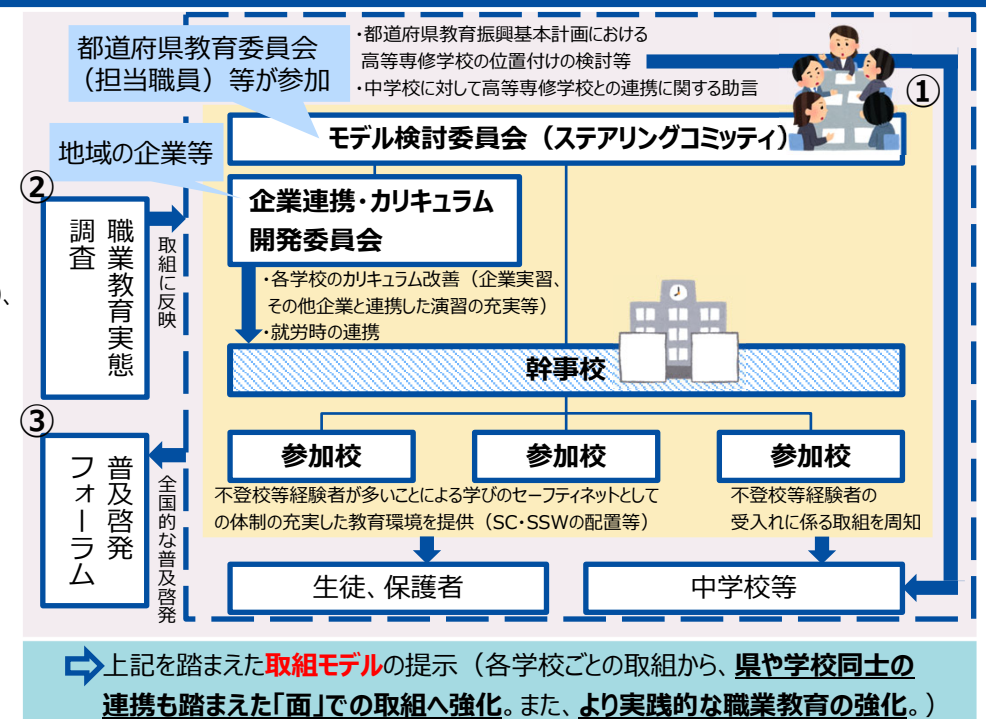 都道府県教育委員会
（担当職員）等が参加
・都道府県教育振興基本計画における
高等専修学校の位置付けの検討等
・中学校に対して高等専修学校との連携に関する助言
①
モデル検討委員会（ステアリングコミッティ）
地域の企業等
企業連携・カリキュラム
開発委員会
②
職業教育実態
調査
取組に反映
・各学校のカリキュラム改善（企業実習、
その他企業と連携した演習の充実等）
・就労時の連携
、
幹事校
③
普及啓発
フォーラム
全国的な普及啓発
参加校
参加校
参加校
不登校等経験者が多いことによる学びのセーフティネットとして
の体制の充実した教育環境を提供（SC・SSWの配置等）
不登校等経験者の
受入れに係る取組を周知
生徒、保護者
中学校等
上記を踏まえた取組モデルの提示（各学校ごとの取組から、県や学校同士の
連携も踏まえた「面」での取組へ強化。また、より実践的な職業教育の強化。）